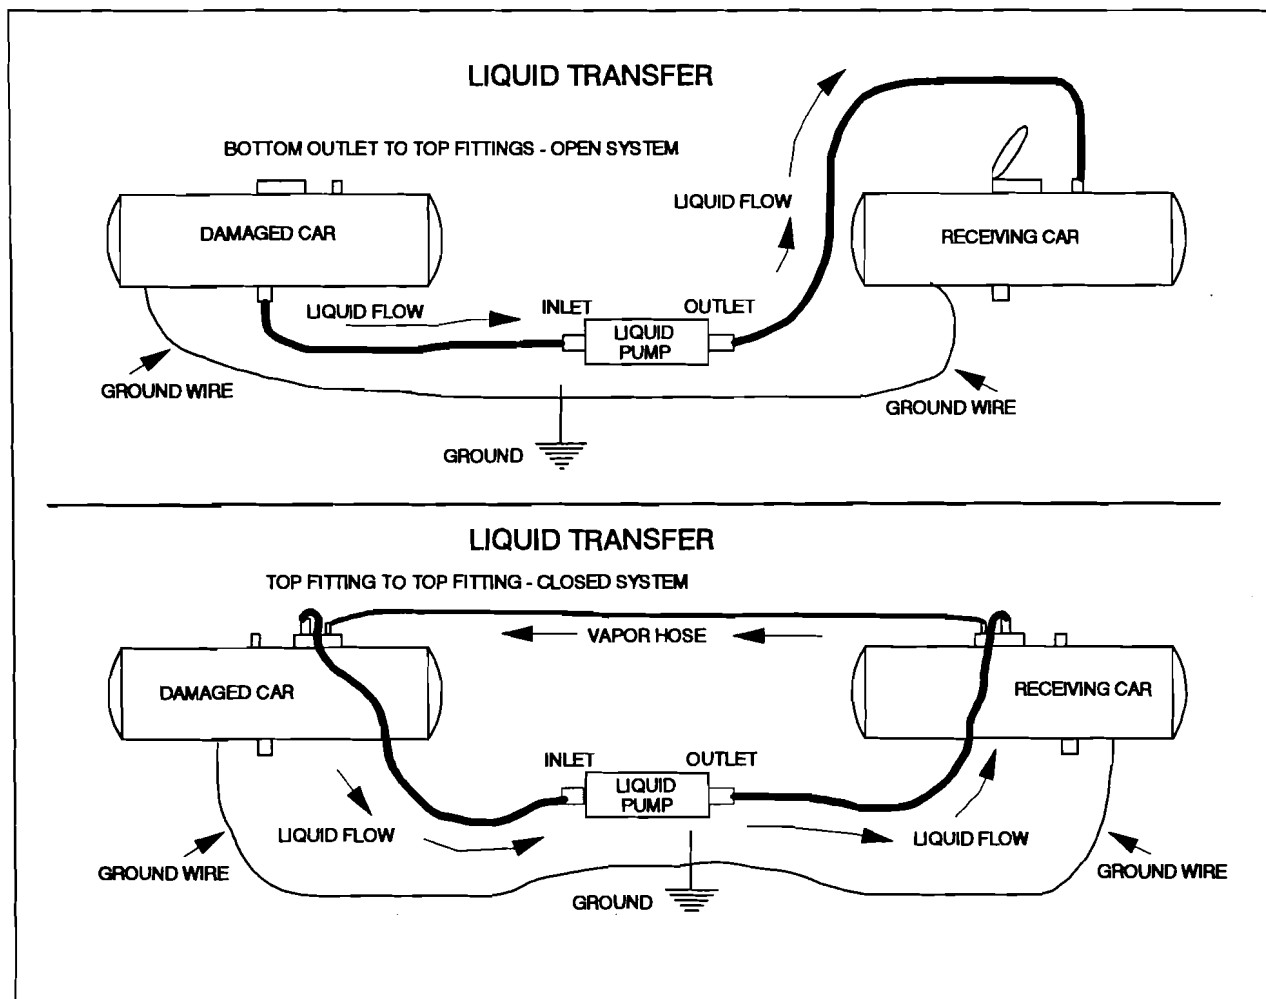 LIQUID TRANSFER
BOTTOM OUTLET TO TOP FITTINGS - OPEN SYSTEM
DAMAGED CAR
LIQUID FLOW
RECEIVING CAR
LIQUID FLOW
INLET
OUTLET
LIQUID
PUMP
GROUND WIRE
GROUND WIRE
GROUND
LIQUID TRANSFER
TOP FITTING TO TOP FITTING - CLOSED SYSTEM
VAPOR HOSE
DAMAGED CAR
RECEIVING CAR
INLET
OUTLET
LIQUID
PUMP
LIQUID FLOW
LIQUID FLOW
GROUND WIRE
GROUND WIRE
GROUND